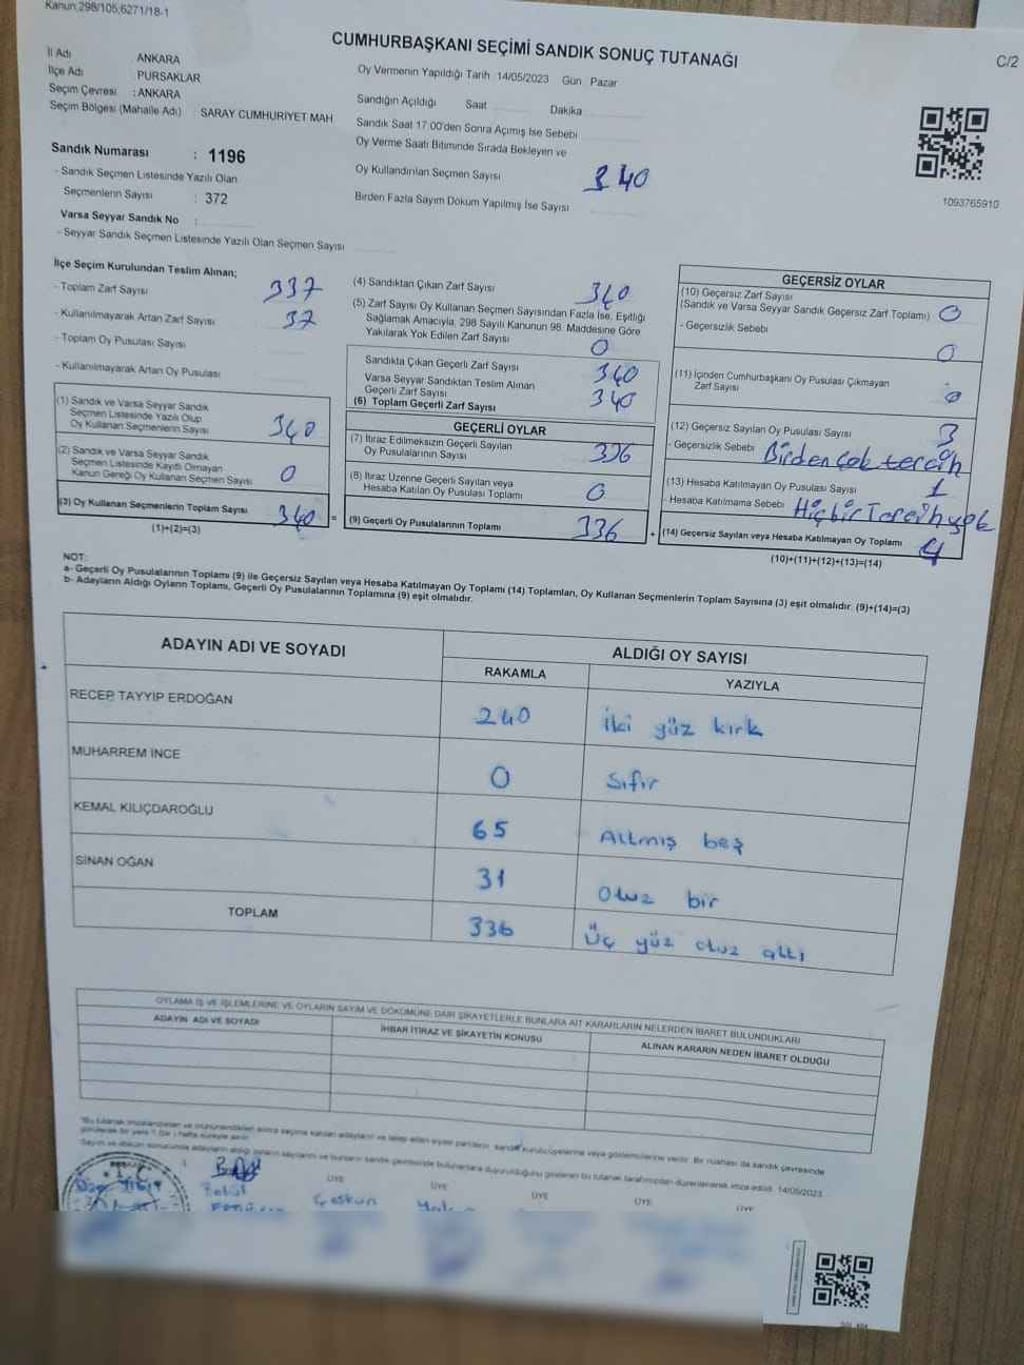 Kanun:298/105,6271/18-1
CUMHURBAŞKANI SEÇİMİ SANDIK SONUÇ TUTANAĞI
C/2
İl Adı ANKARA
İlçe Adı PURSAKLAR
Seçim Çevresi : ANKARA
Seçim Bölgesi (Mahalle Adı) SARAY CUMHURİYET MAH
Sandık Numarası : 1196
- Sandık Seçmen Listesinde Yazılı Olan
Seçmenlerin Sayısı : 372
Varsa Seyyar Sandık No :
- Seyyar Sandık Seçmen Listesinde Yazılı Olan Seçmen Sayısı
Oy Vermenin Yapıldığı Tarih 14/05/2023 Gün Pazar
Sandığın Açıldığı Saat Dakika
Sandık Saat 17:00'den Sonra Açımış İse Sebebi
Oy Verme Saati Bitiminde Sırada Bekleyen ve
Oy Kullandırılan Seçmen Sayısı 340
Birden Fazla Sayım Döküm Yapılmış İse Sayısı
1093765910
İlçe Seçim Kurulundan Teslim Alınan;
- Toplam Zarf Sayısı 337
- Kullanılmayarak Artan Zarf Sayısı 37
- Toplam Oy Pusulası Sayısı
- Kullanılmayarak Artan Oy Pusulası
(1) Sandık ve Varsa Seyyar Sandık
Seçmen Listesinde Yazılı Olup
Oy Kullanan Seçmenlerin Sayısı 340
(2) Sandık ve Varsa Seyyar Sandık
Seçmen Listesinde Kayıtlı Olmayan
Kanun Gereği Oy Kullanan Seçmen Sayısı 0
(3) Oy Kullanan Seçmenlerin Toplam Sayısı 340 =
(1)+(2)=(3)
(4) Sandıktan Çıkan Zarf Sayısı 340
(5) Zarf Sayısı Oy Kullanan Seçmen Sayısından Fazla İse, Eşitliği
Sağlamak Amacıyla, 298 Sayılı Kanunun 98. Maddesine Göre
Yakılarak Yok Edilen Zarf Sayısı 0
Sandıkta Çıkan Geçerli Zarf Sayısı 340
Varsa Seyyar Sandıktan Teslim Alınan
Geçerli Zarf Sayısı
(6) Toplam Geçerli Zarf Sayısı 340
GEÇERLİ OYLAR
(7) İtiraz Edilmeksizin Geçerli Sayılan
Oy Pusulalarının Sayısı 336
(8) İtiraz Üzerine Geçerli Sayılan veya
Hesaba Katılan Oy Pusulası Toplamı 0
(9) Geçerli Oy Pusulalarının Toplamı 336 +
GEÇERSİZ OYLAR
(10) Geçersiz Zarf Sayısı
(Sandık ve Varsa Seyyar Sandık Geçersiz Zarf Toplamı) 0
- Geçersizlik Sebebi 0
(11) İçinden Cumhurbaşkanı Oy Pusulası Çıkmayan
Zarf Sayısı 0
(12) Geçersiz Sayılan Oy Pusulası Sayısı 3
- Geçersizlik Sebebi Birden çok tercih
(13) Hesaba Katılmayan Oy Pusulası Sayısı 1
- Hesaba Katılmama Sebebi Hiçbir Tercih yok
(14) Geçersiz Sayılan veya Hesaba Katılmayan Oy Toplamı 4
(10)+(11)+(12)+(13)=(14)
NOT:
a- Geçerli Oy Pusulalarının Toplamı (9) ile Geçersiz Sayılan veya Hesaba Katılmayan Oy Toplamı (14) Toplamları, Oy Kullanan Seçmenlerin Toplam Sayısına (3) eşit olmalıdır. (9)+(14)=(3)
b- Adayların Aldığı Oyların Toplamı, Geçerli Oy Pusulalarının Toplamına (9) eşit olmalıdır.
ADAYIN ADI VE SOYADI ALDIĞI OY SAYISI
RAKAMLA YAZIYLA
RECEP TAYYİP ERDOĞAN 240 İki yüz kırk
MUHARREM İNCE 0 Sıfır
KEMAL KILIÇDAROĞLU 65 Altmış beş
SİNAN OĞAN 31 Otuz bir
TOPLAM 336 Üç yüz otuz altı
OYLAMA İŞ VE İŞLEMLERİNE VE OYLARIN SAYIM VE DÖKÜMÜNE DAİR ŞİKAYETLERLE BUNLARA AİT KARARLARIN NELERDEN İBARET BULUNDUKLARI
ADAYIN ADI VE SOYADI İHBAR İTİRAZ VE ŞİKAYETİN KONUSU ALINAN KARARIN NEDEN İBARET OLDUĞU
14/05/2023
ÜYE ÜYE ÜYE ÜYE ÜYE
Coşkun